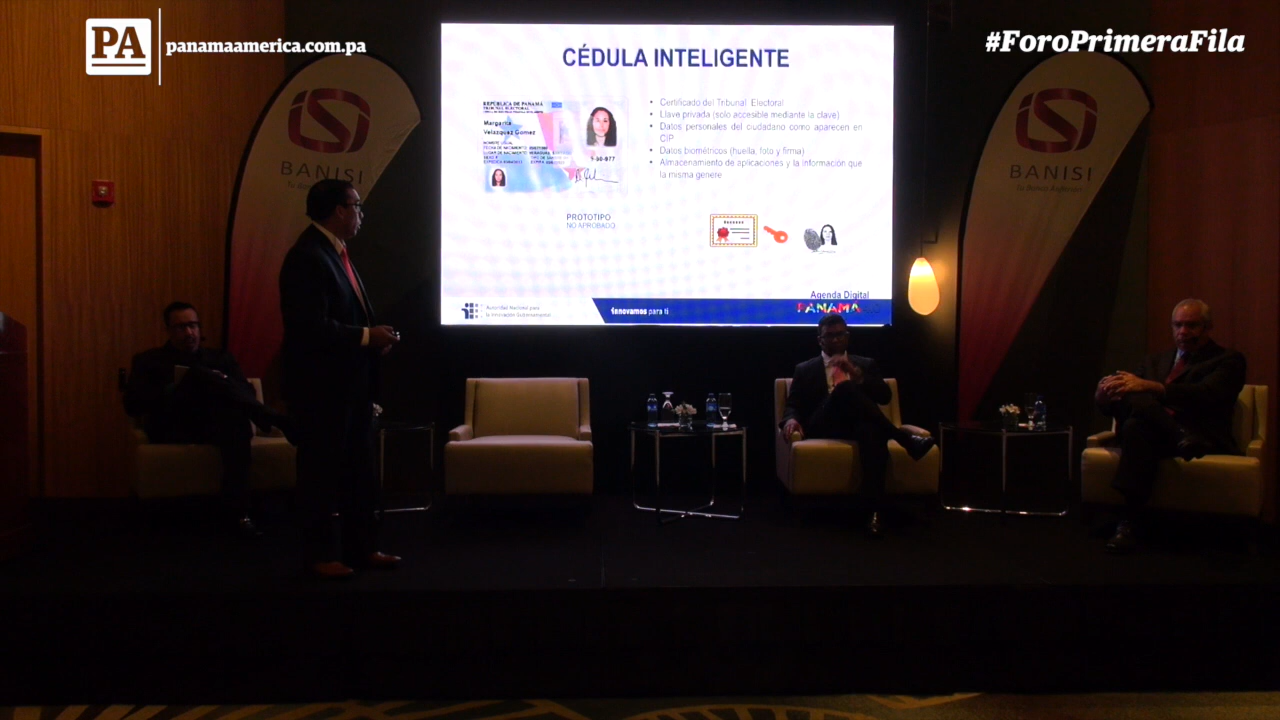 PA
panamaamerica.com.pa
#ForoPrimeraFila
CÉDULA INTELIGENTE
REPÚBLICA DE PANAMÁ
TRIBUNAL ELECTORAL
Margarita
Velázquez Gomez
PROTOTIPO
NO APROBADO
• Certificado del Tribunal Electoral
• Llave privada (solo accesible mediante la clave)
• Datos personales del ciudadano como aparecen en
CIP
• Datos biométricos (huella, foto y firma)
• Almacenamiento de aplicaciones y la información que
la misma genere
Autoridad Nacional para
la Innovación Gubernamental
innovamos para ti
Agenda Digital
PANAMA
BANISI
BANISI